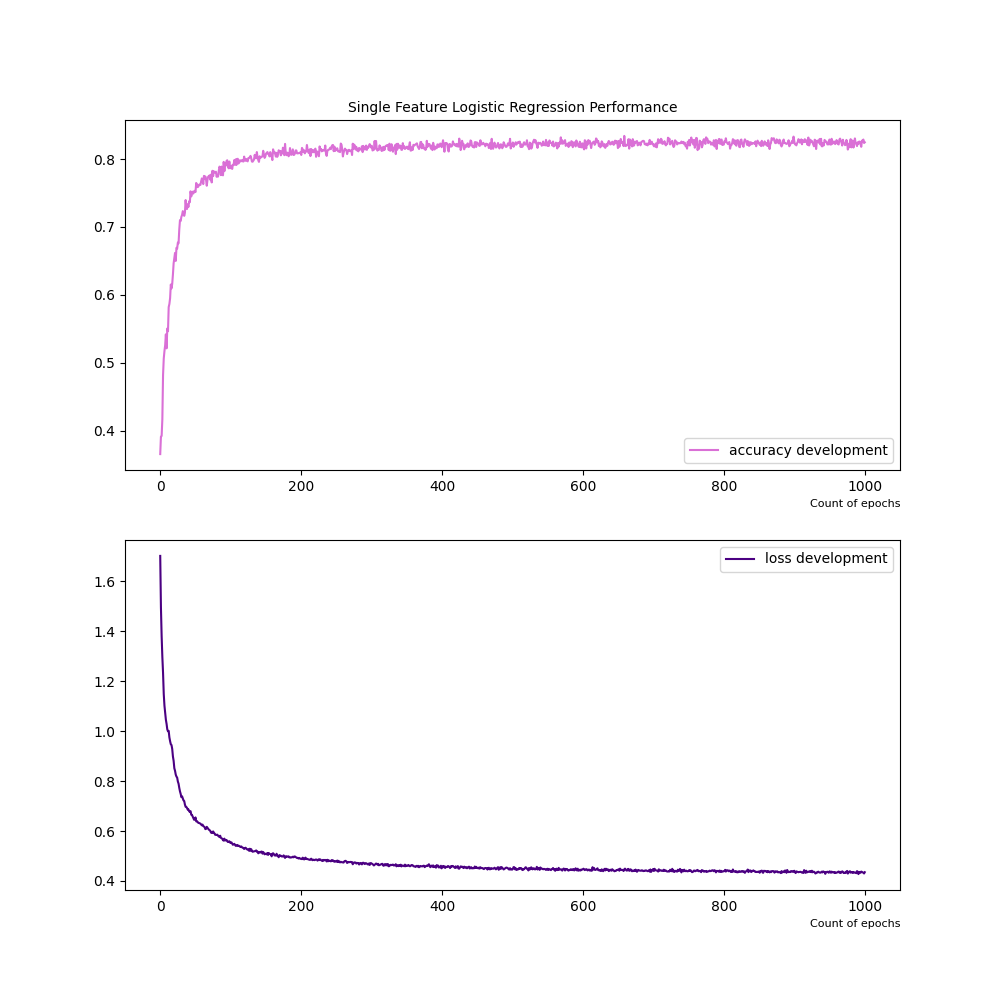 Single Feature Logistic Regression Performance
0.8
0.7
0.6
0.5
0.4
accuracy development
0 200 400 600 800 1000
Count of epochs
loss development
1.6
1.4
1.2
1.0
0.8
0.6
0.4
0 200 400 600 800 1000
Count of epochs